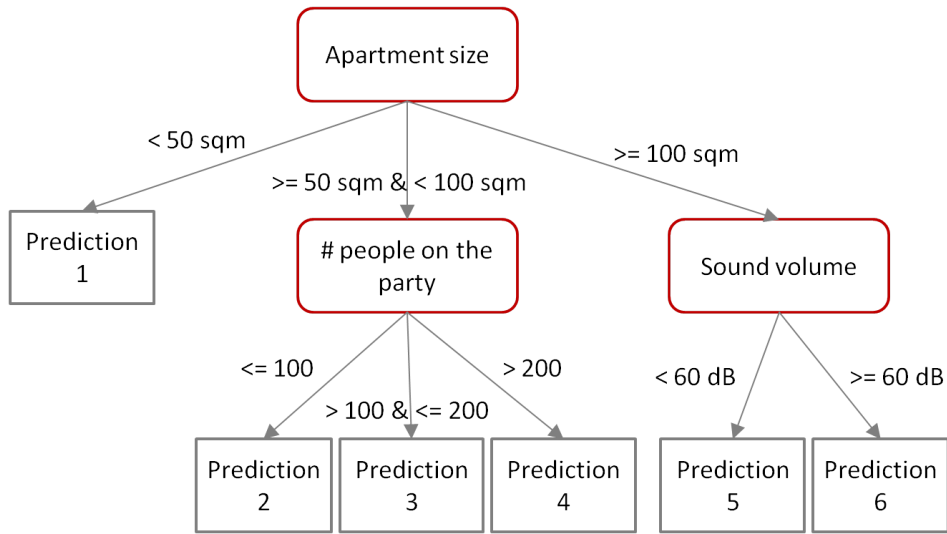 Apartment size
< 50 sqm
>= 50 sqm & < 100 sqm
>= 100 sqm
Prediction
1
# people on the
party
Sound volume
<= 100
> 100 & <= 200
> 200
< 60 dB
>= 60 dB
Prediction
2
Prediction
3
Prediction
4
Prediction
5
Prediction
6